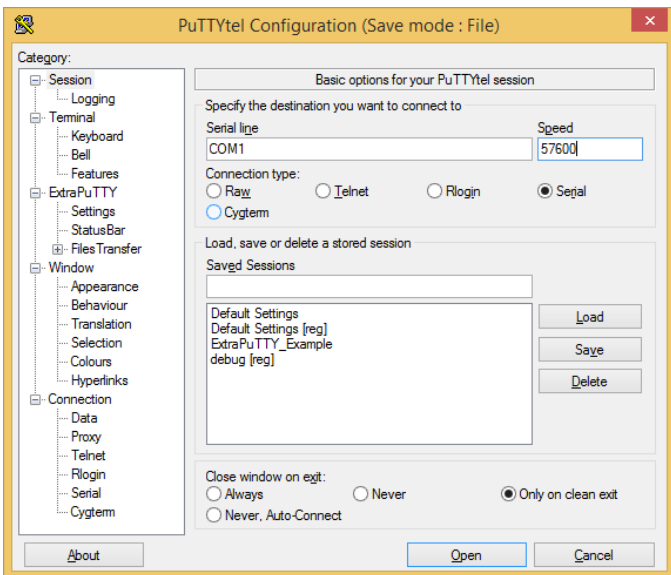 PuTTYtel Configuration (Save mode : File)
Category:
Session
Logging
Terminal
Keyboard
Bell
Features
ExtraPuTTY
Settings
StatusBar
FilesTransfer
Window
Appearance
Behaviour
Translation
Selection
Colours
Hyperlinks
Connection
Data
Proxy
Telnet
Rlogin
Serial
Cygterm
Basic options for your PuTTYtel session
Specify the destination you want to connect to
Serial line Speed
COM1 57600
Connection type:
Raw Telnet Rlogin Serial
Cygterm
Load, save or delete a stored session
Saved Sessions
Default Settings
Default Settings [reg]
ExtraPuTTY_Example
debug [reg]
Load
Save
Delete
Close window on exit:
Always Never Only on clean exit
Never, Auto-Connect
About Open Cancel